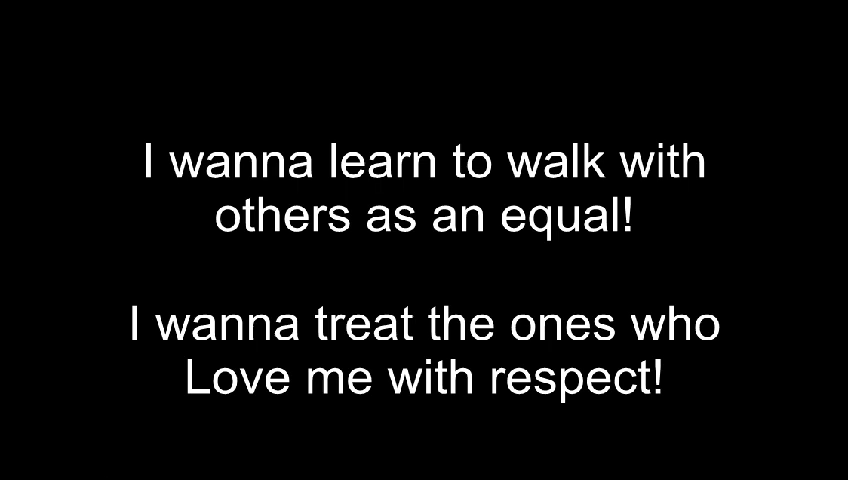 I wanna learn to walk with
others as an equal!
I wanna treat the ones who
Love me with respect!